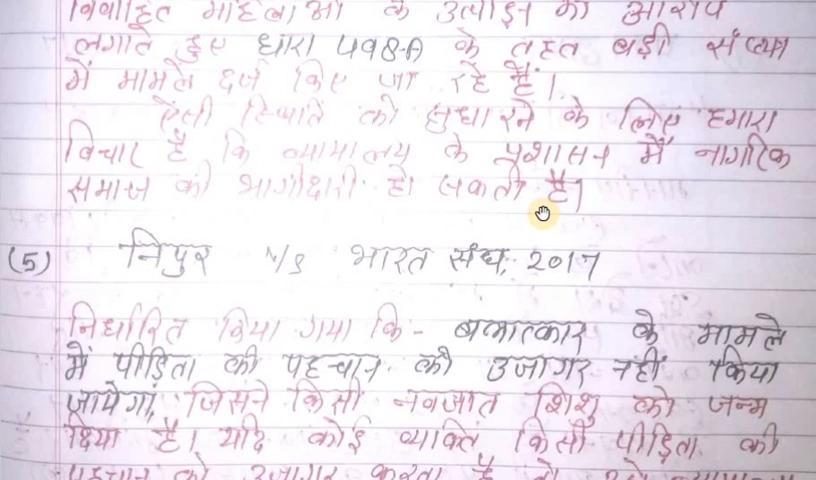 विवाहित महिलाओं के उत्पीड़न का आरोप
लगाते हुए धारा 498-A के तहत बड़ी संख्या
में मामले दर्ज किए जा रहे हैं।
ऐसी स्थिति को सुधारने के लिए हमारा
विचार है कि न्यायालय के प्रशासन में नागरिक
समाज की भागीदारी हो सकती है।
(5) निपुर V/S भारत संघ, 2017
निर्धारित किया गया कि - बलात्कार के मामले
में पीड़िता की पहचान को उजागर नहीं किया
जायेगा, जिसने किसी नवजात शिशु को जन्म
दिया है। यदि कोई व्यक्ति किसी पीड़िता की
पहचान को उजागर करता है तो उसे